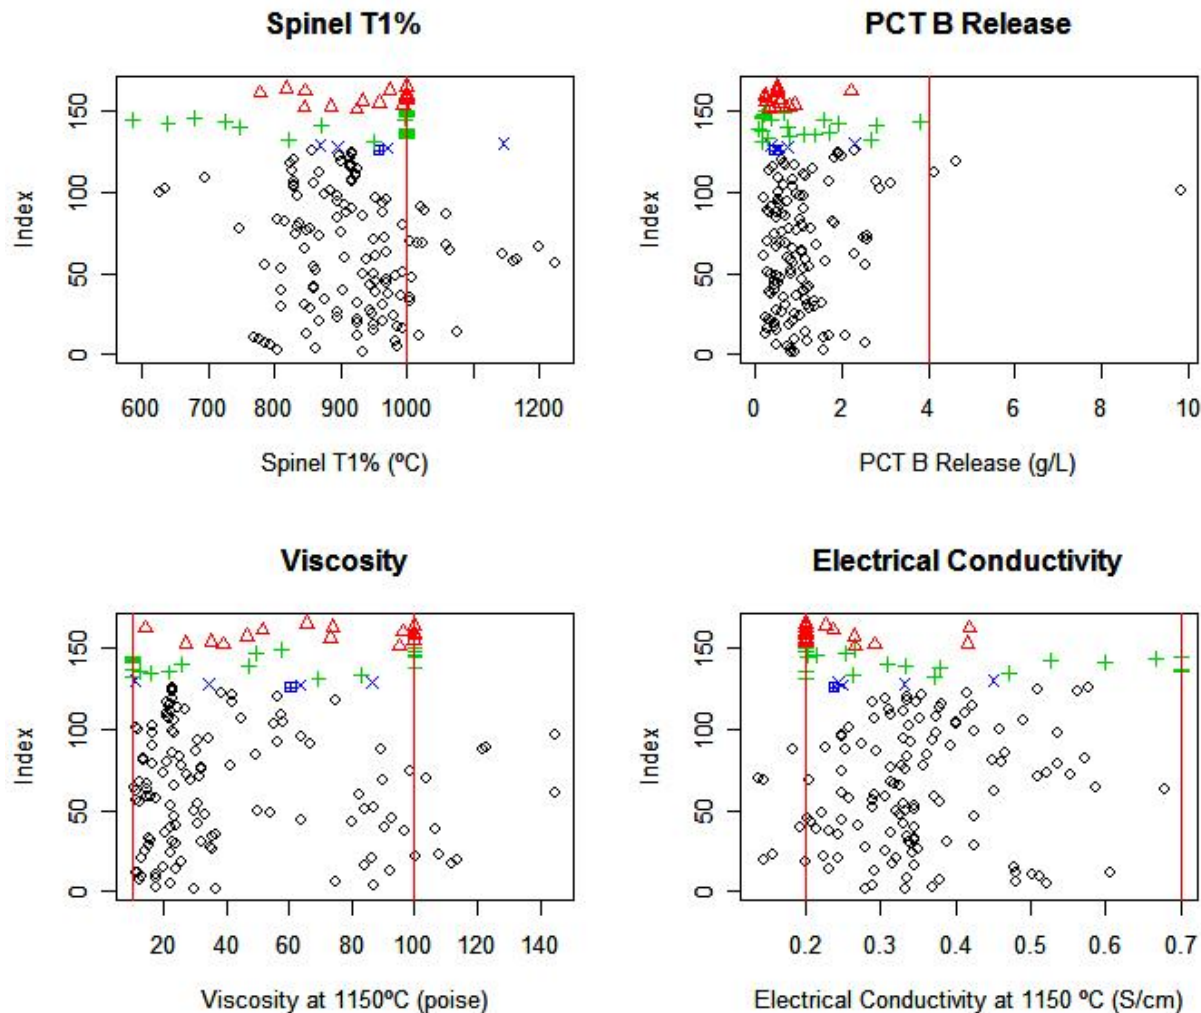 Spinel T1%
Index
0 50 100 150
600 700 800 900 1000 1200
Spinel T1% (ºC)
PCT B Release
Index
0 50 100 150
0 2 4 6 8 10
PCT B Release (g/L)
Viscosity
Index
0 50 100 150
20 40 60 80 100 120 140
Viscosity at 1150ºC (poise)
Electrical Conductivity
Index
0 50 100 150
0.2 0.3 0.4 0.5 0.6 0.7
Electrical Conductivity at 1150 ºC (S/cm)